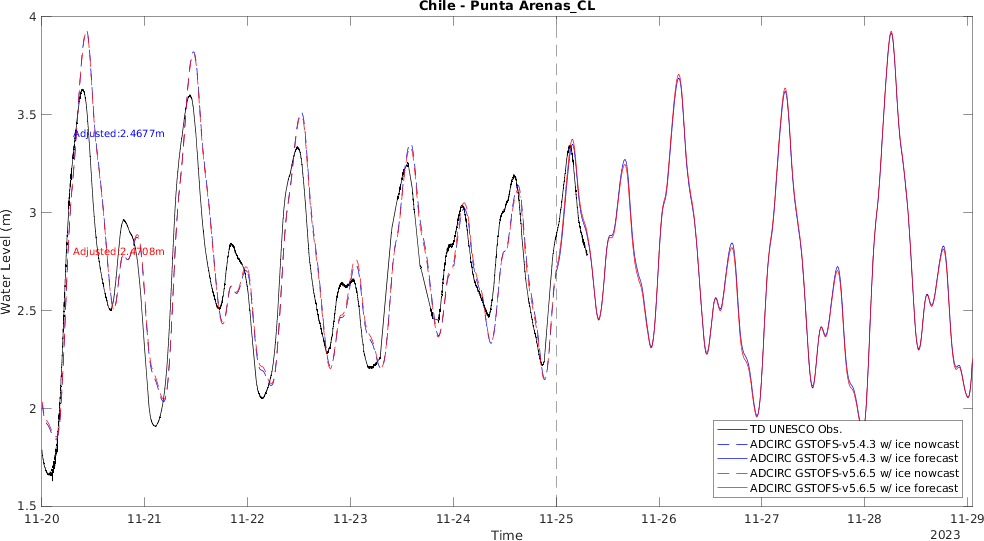 Chile - Punta Arenas_CL
Water Level (m)
4
3.5
3
2.5
2
1.5
Adjusted:2.4677m
Adjusted:2.4708m
TD UNESCO Obs.
ADCIRC GSTOFS-v5.4.3 w/ ice nowcast
ADCIRC GSTOFS-v5.4.3 w/ ice forecast
ADCIRC GSTOFS-v5.6.5 w/ ice nowcast
ADCIRC GSTOFS-v5.6.5 w/ ice forecast
11-20 11-21 11-22 11-23 11-24 11-25 11-26 11-27 11-28 11-29
2023
Time